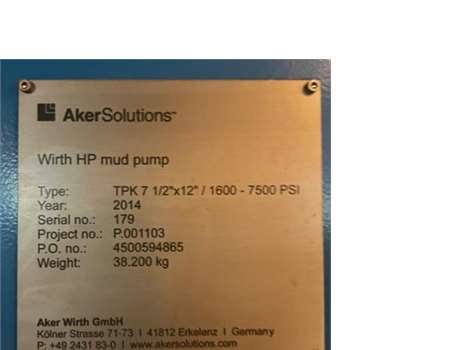 AkerSolutions™
Wirth HP mud pump
Type: TPK 7 1/2"x12" / 1600 - 7500 PSI
Year: 2014
Serial no.: 179
Project no.: P.001103
P.O. no.: 4500594865
Weight: 38.200 kg
Aker Wirth GmbH
Kölner Strasse 71-73 I 41812 Erkelenz I Germany
P: +49 2431 83-0 I www.akersolutions.com